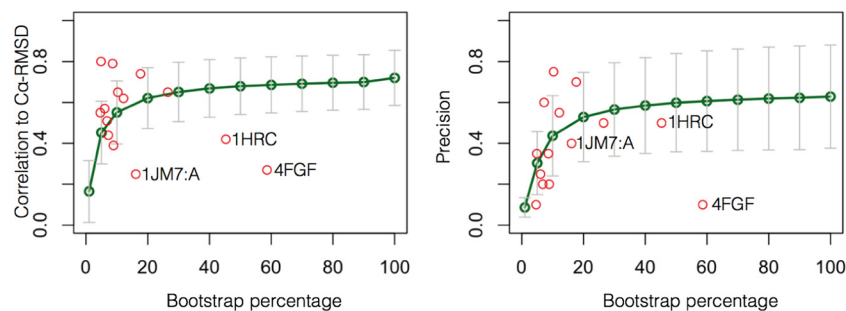 Correlation to Cα-RMSD
0.8
0.4
0.0
1HRC
1JM7:A
4FGF
0 20 40 60 80 100
Bootstrap percentage
Precision
0.8
0.4
0.0
1HRC
1JM7:A
4FGF
0 20 40 60 80 100
Bootstrap percentage